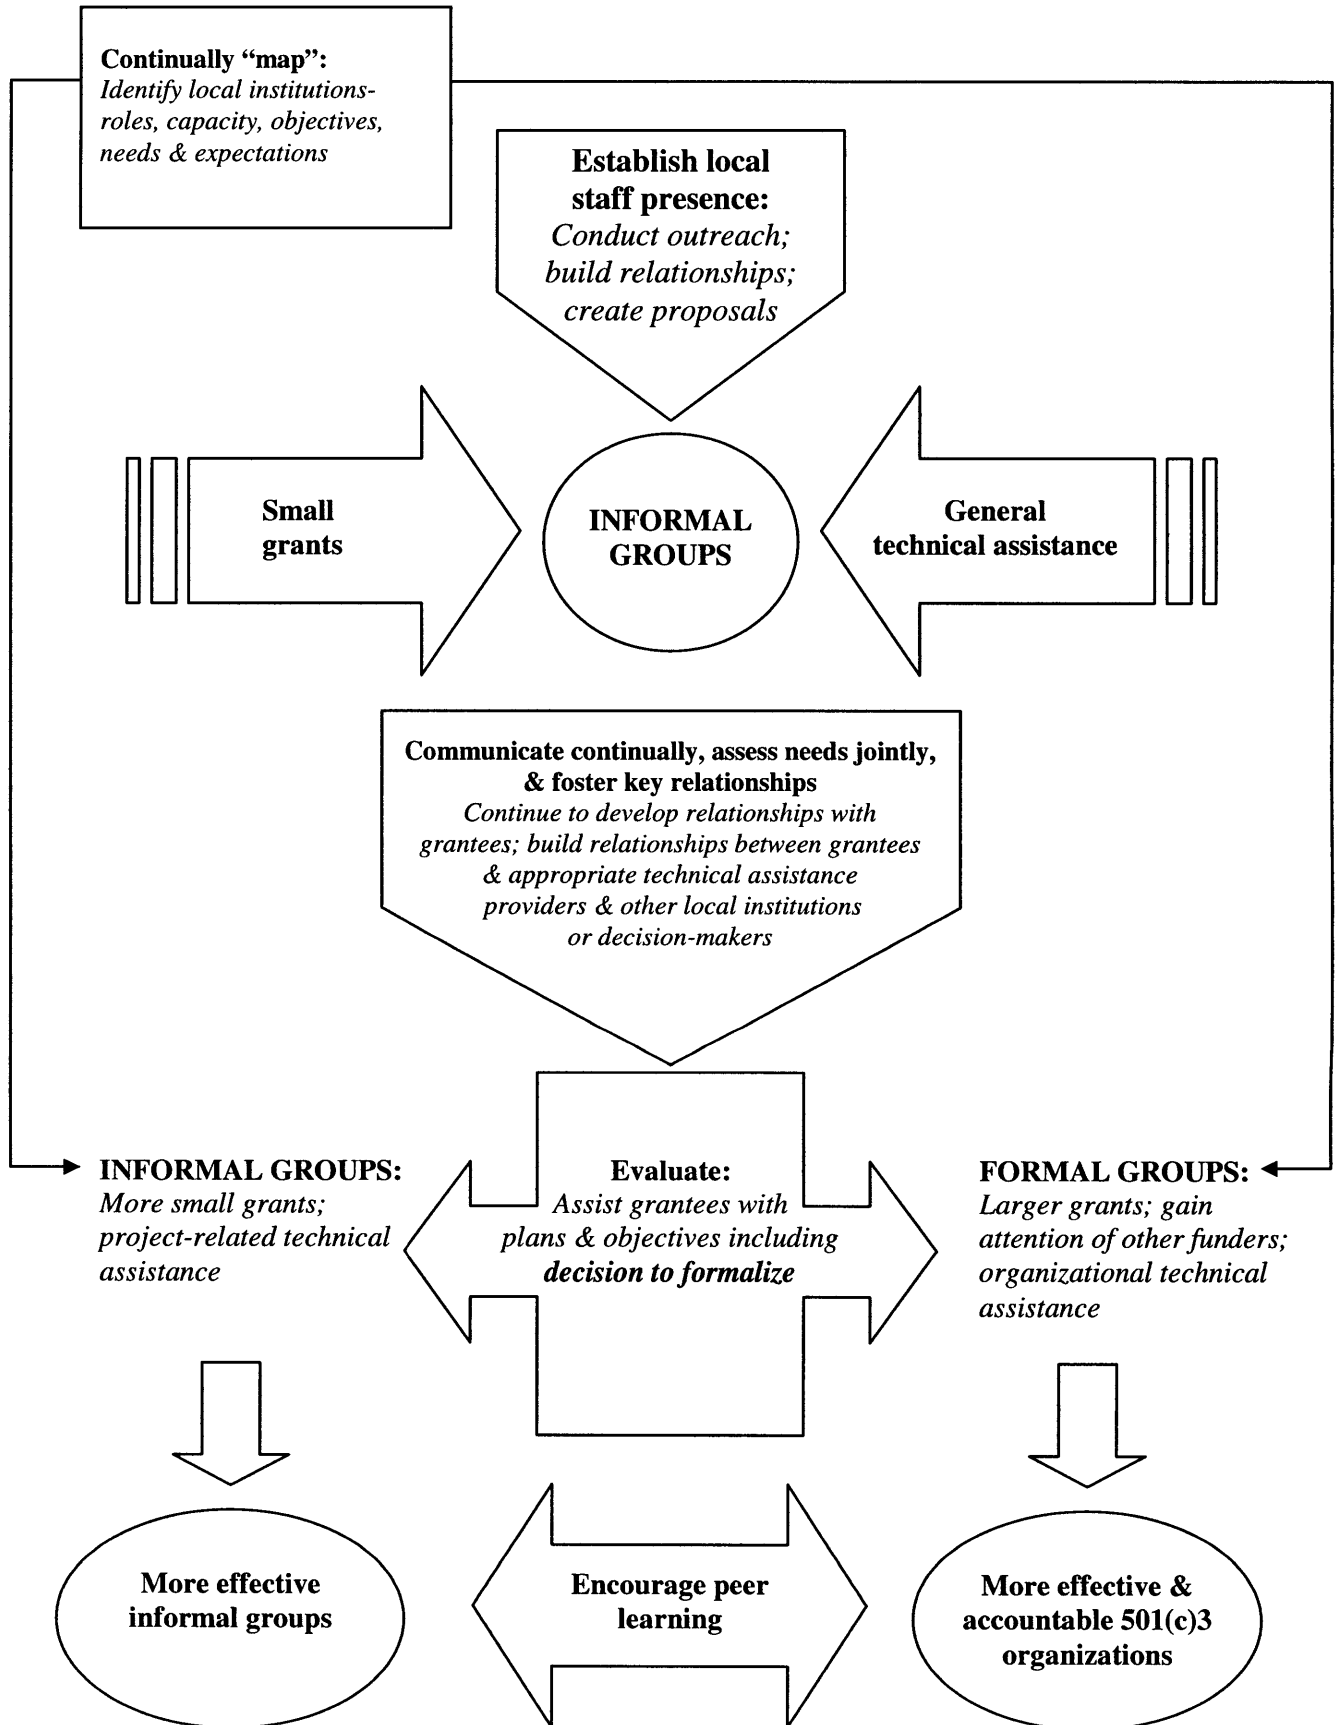 Continually “map”:
Identify local institutions-
roles, capacity, objectives,
needs & expectations
Establish local
staff presence:
Conduct outreach;
build relationships;
create proposals
Small
grants
INFORMAL
GROUPS
General
technical assistance
Communicate continually, assess needs jointly,
& foster key relationships
Continue to develop relationships with
grantees; build relationships between grantees
& appropriate technical assistance
providers & other local institutions
or decision-makers
INFORMAL GROUPS:
More small grants;
project-related technical
assistance
Evaluate:
Assist grantees with
plans & objectives including
decision to formalize
FORMAL GROUPS:
Larger grants; gain
attention of other funders;
organizational technical
assistance
More effective
informal groups
Encourage peer
learning
More effective &
accountable 501(c)3
organizations